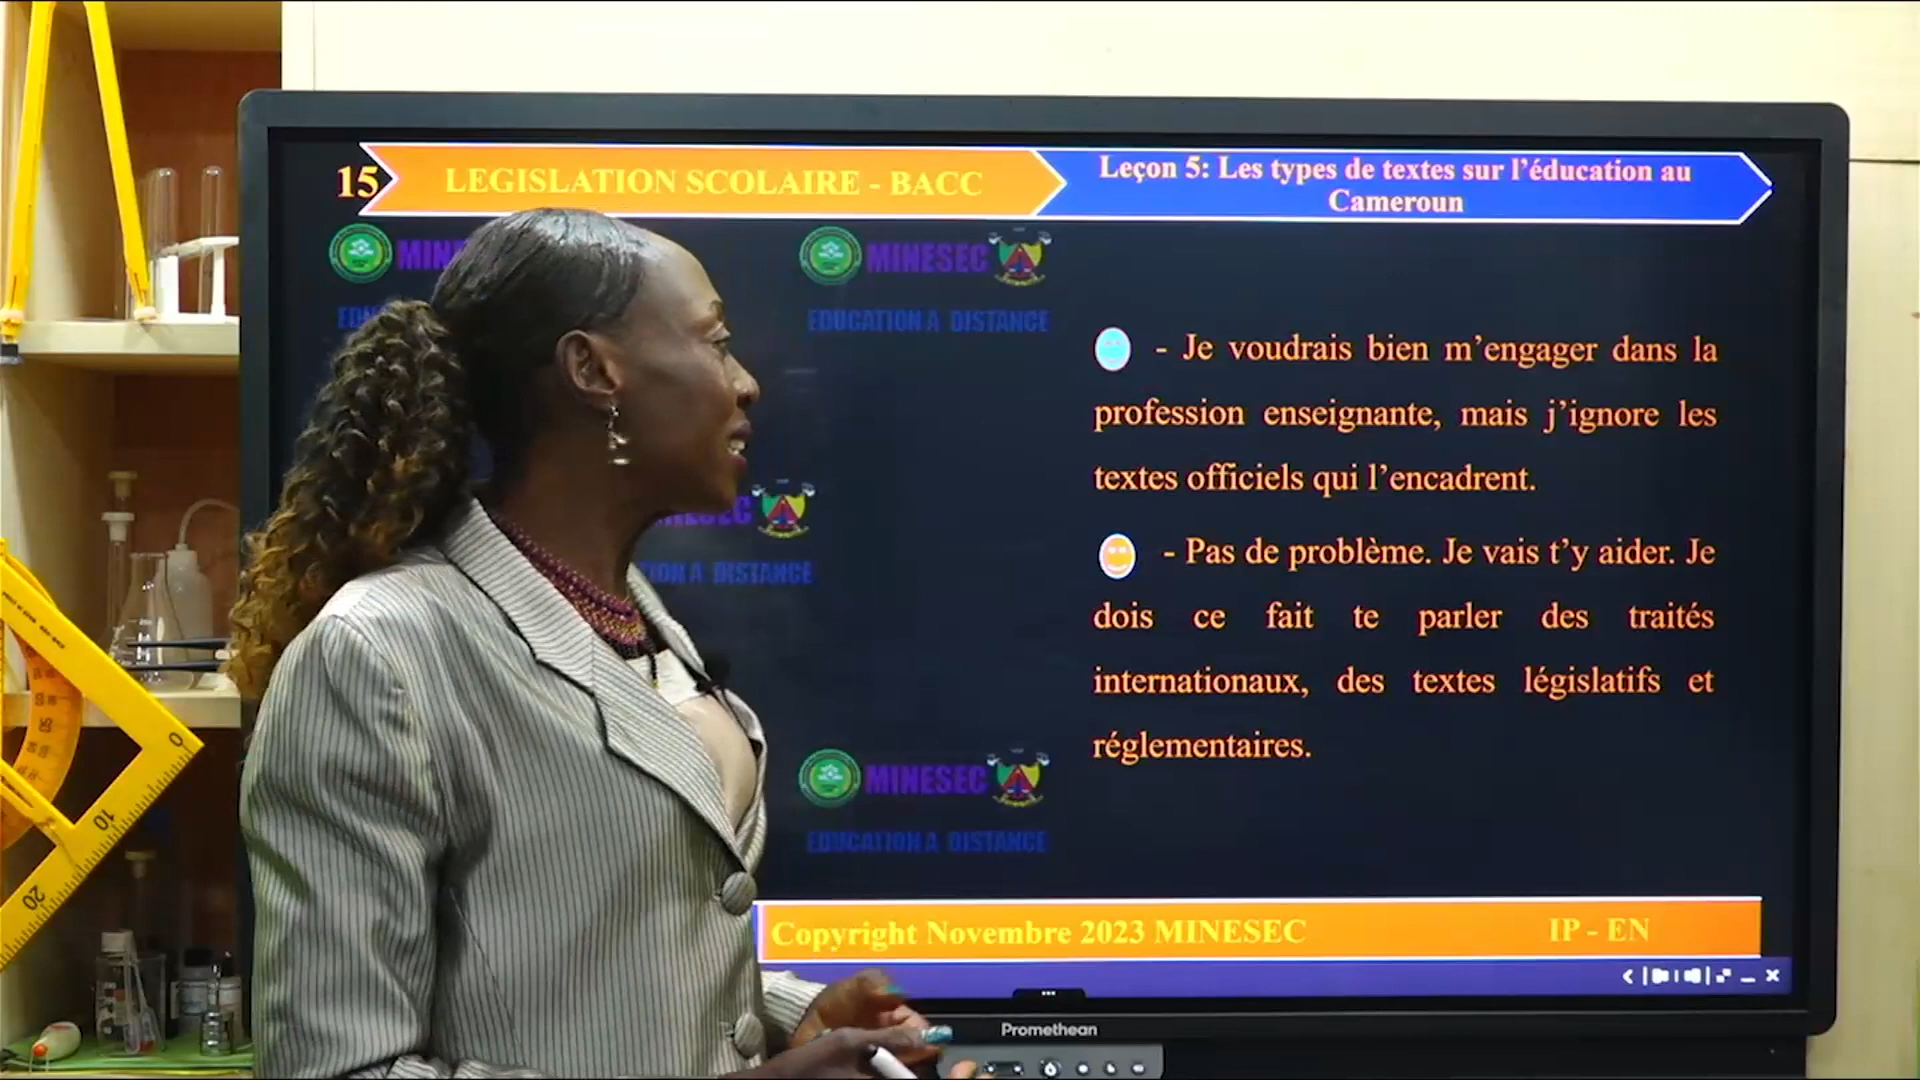 15
LEGISLATION SCOLAIRE - BACC
Leçon 5: Les types de textes sur l'éducation au
Cameroun
MINESEC
EDUCATION A DISTANCE
- Je voudrais bien m'engager dans la
profession enseignante, mais j'ignore les
textes officiels qui l'encadrent.
- Pas de problème. Je vais t'y aider. Je
dois ce fait te parler des traités
internationaux, des textes législatifs et
réglementaires.
MINESEC
EDUCATION A DISTANCE
Copyright Novembre 2023 MINESEC
IP - EN
Promethean
0
10
20